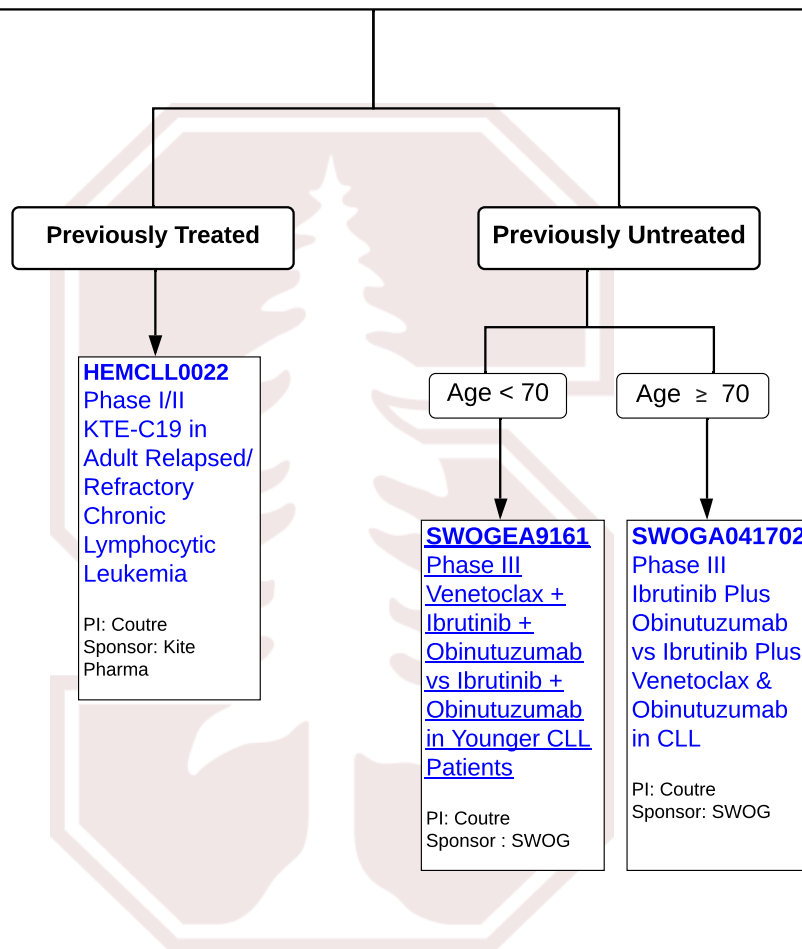 Previously Treated
Previously Untreated
HEMCLL0022
Phase I/II
KTE-C19 in
Adult Relapsed/
Refractory
Chronic
Lymphocytic
Leukemia
PI: Coutre
Sponsor: Kite
Pharma
Age < 70
Age ≥ 70
SWOGEA9161
Phase III
Venetoclax +
Ibrutinib +
Obinutuzumab
vs Ibrutinib +
Obinutuzumab
in Younger CLL
Patients
PI: Coutre
Sponsor : SWOG
SWOGA041702
Phase III
Ibrutinib Plus
Obinutuzumab
vs Ibrutinib Plus
Venetoclax &
Obinutuzumab
in CLL
PI: Coutre
Sponsor: SWOG